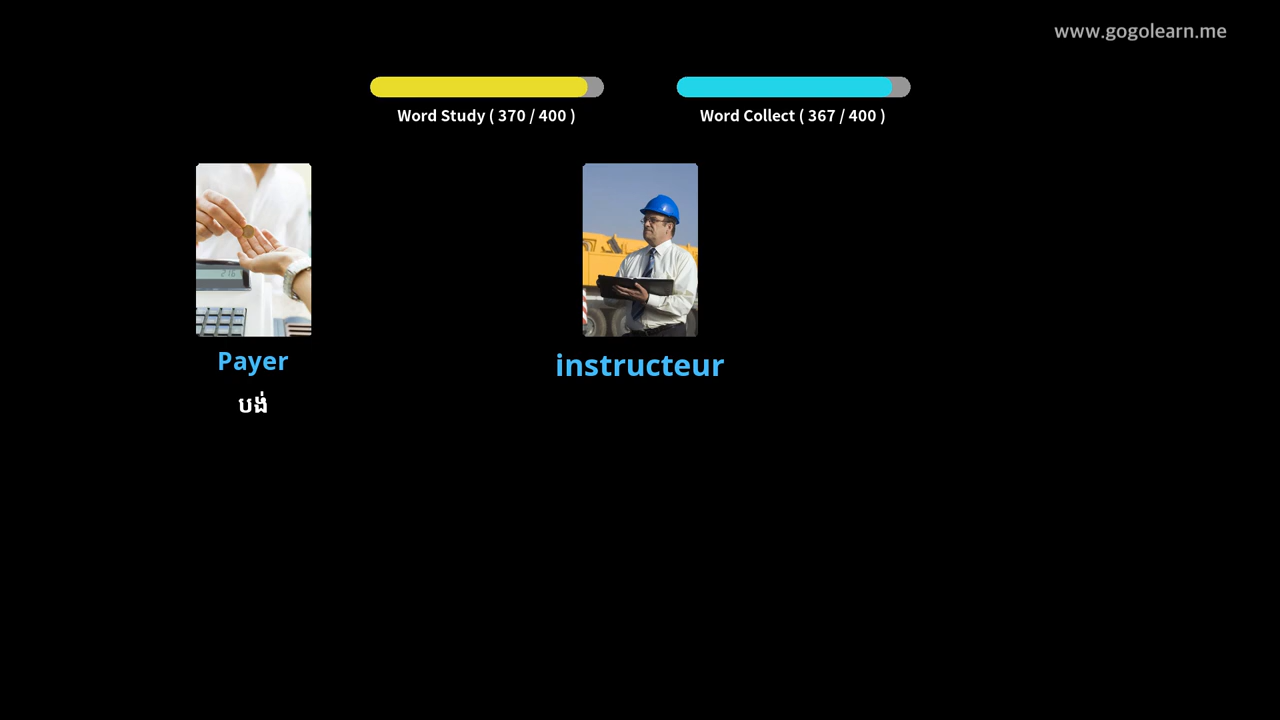 www.gogolearn.me
Word Study ( 370 / 400 )
Word Collect ( 367 / 400 )
Payer
instructeur
បង់